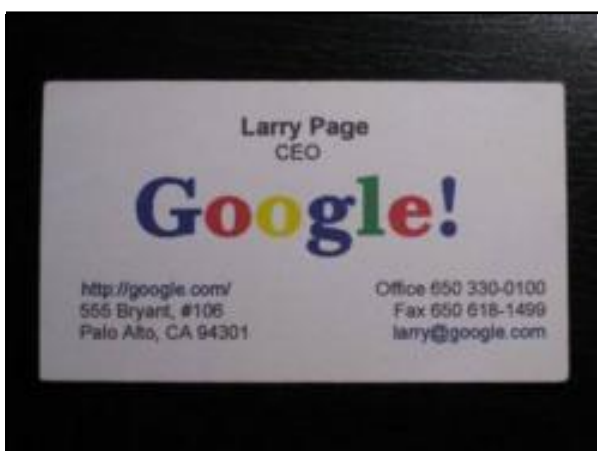 Larry Page
CEO
Google!
http://google.com/
555 Bryant, #106
Palo Alto, CA 94301
Office 650 330-0100
Fax 650 618-1499
larry@google.com